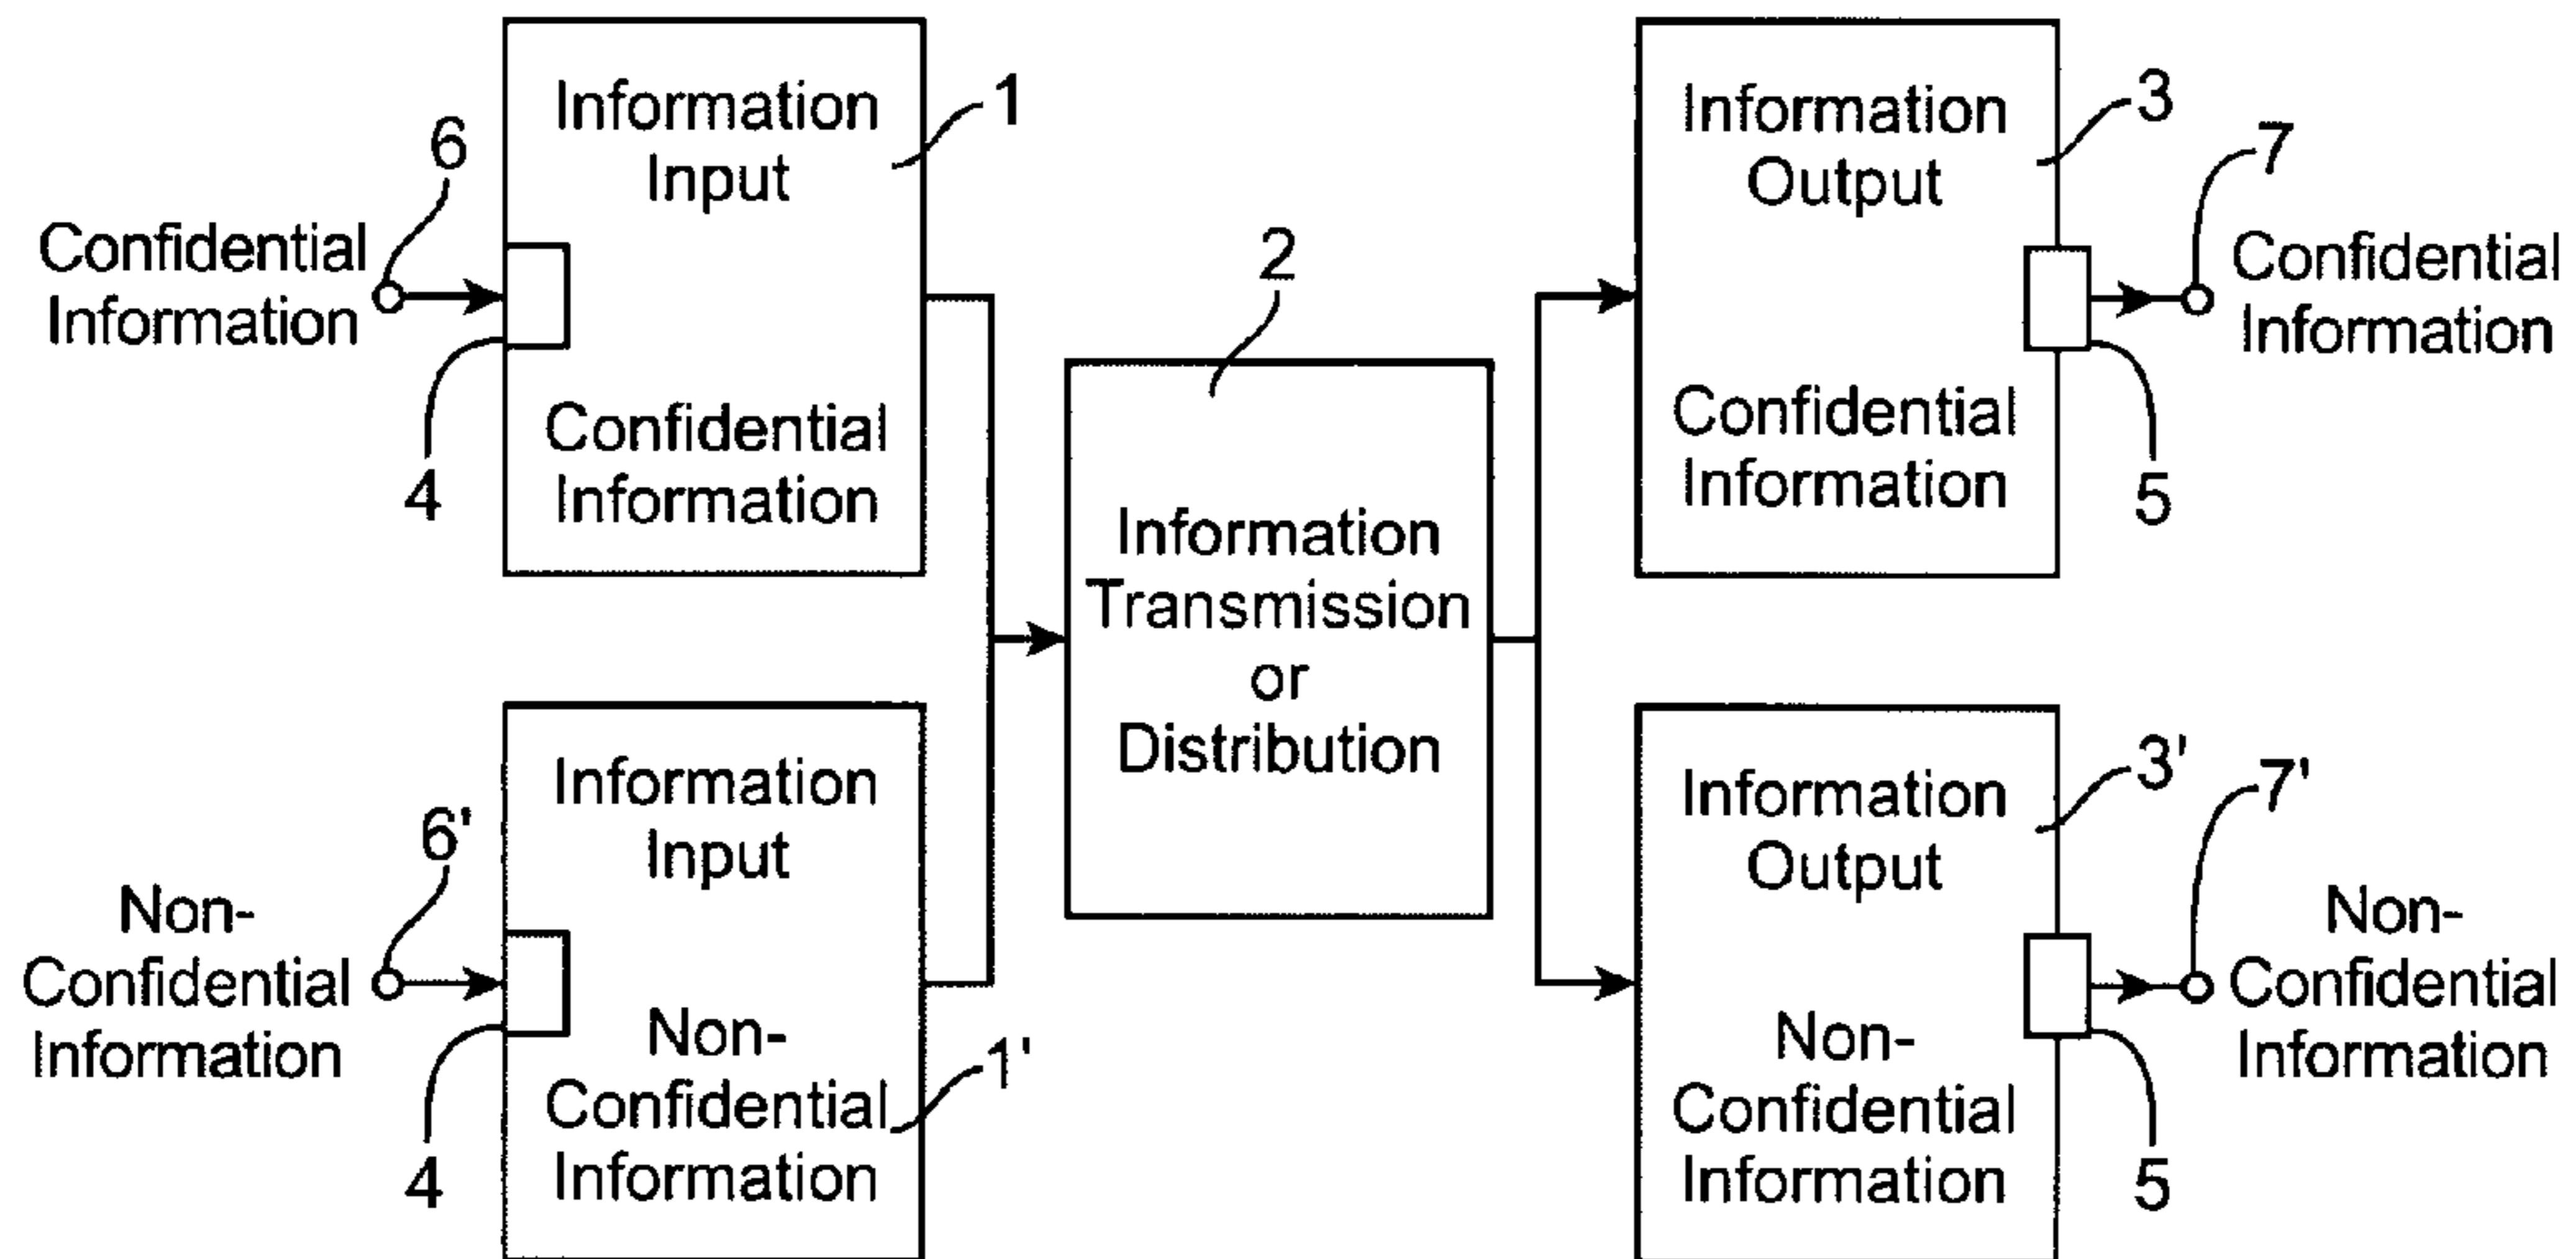 Information
Input
1
6
Confidential
Information
4
Confidential
Information
2
Information
Transmission
or
Distribution
Information
Output
3
7
Confidential
Information
Confidential
Information
5
Information
Input
6'
Non-
Confidential
Information
4
Non-
Confidential
Information
1'
Information
Output
3'
7'
Non-
Confidential
Information
Non-
Confidential
Information
5